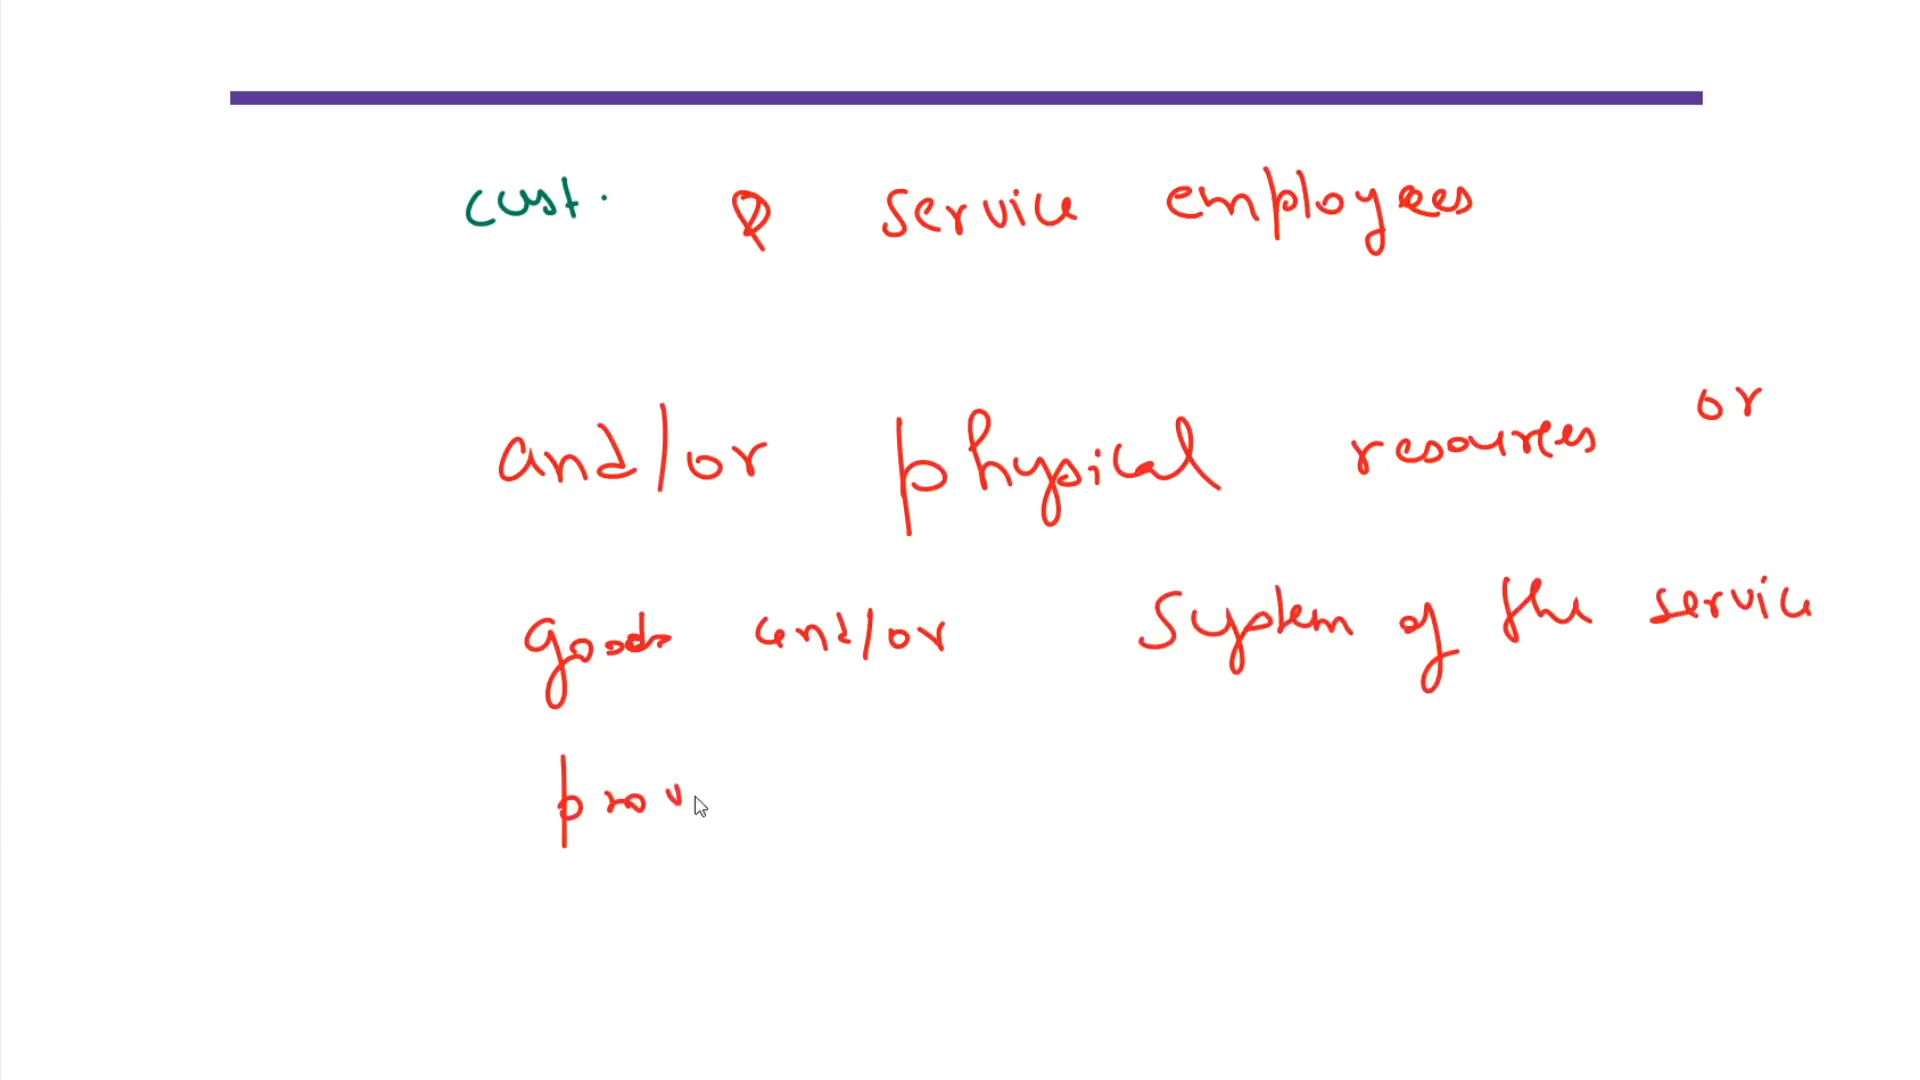 cust. & service employees
and/or physical resources or
goods and/or system of the service
prov